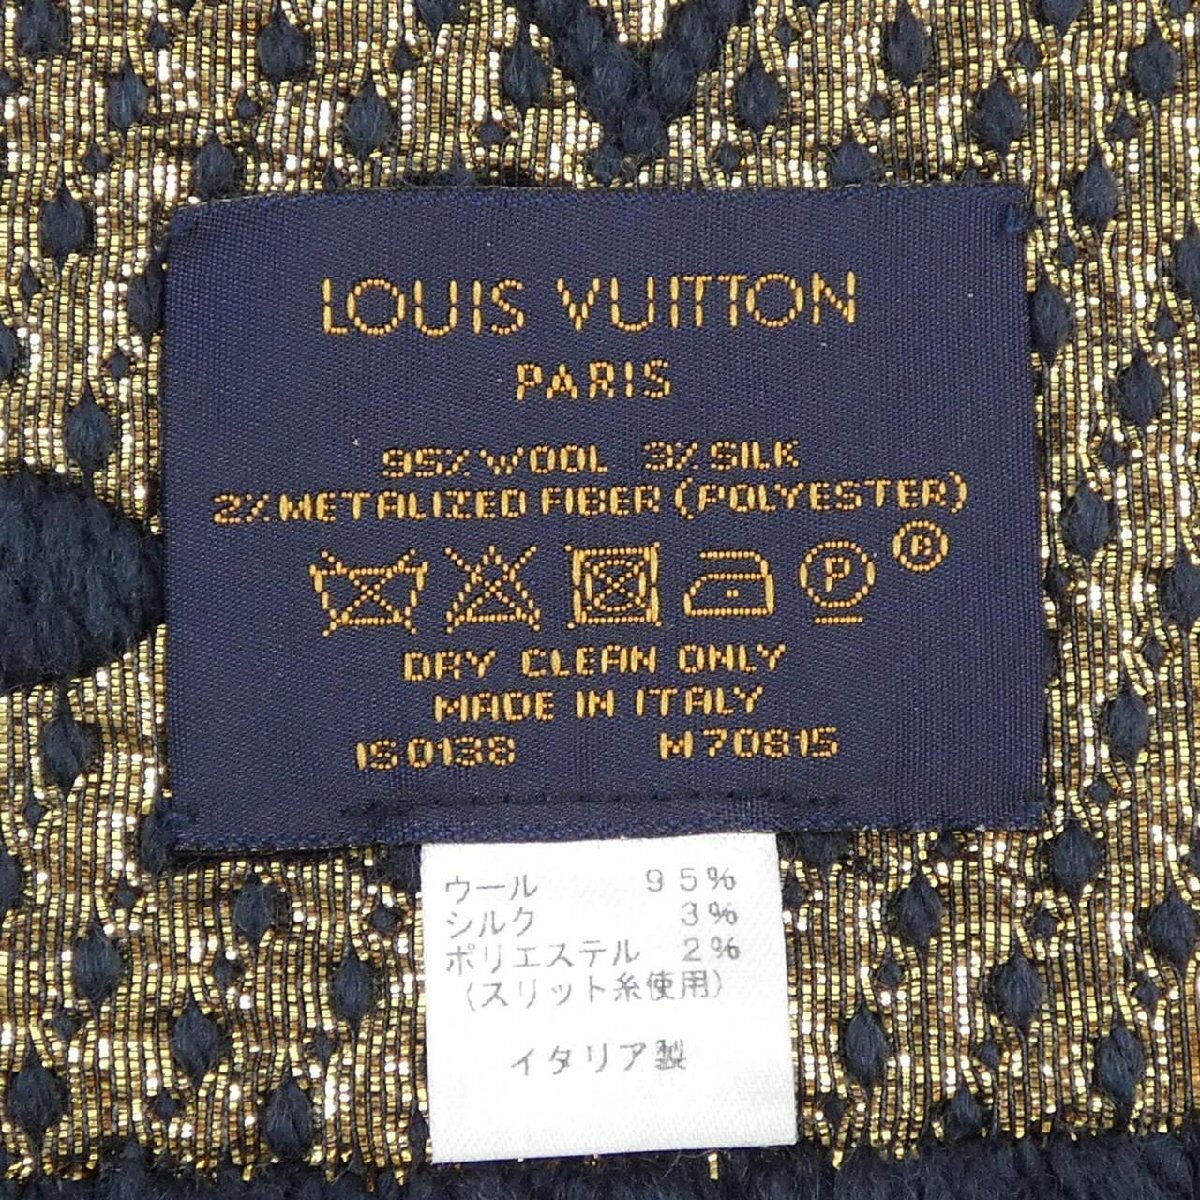 LOUIS VUITTON
PARIS
95% WOOL 3% SILK
2% METALIZED FIBER (POLYESTER)
P ®
DRY CLEAN ONLY
MADE IN ITALY
IS0138 M70815
ウール 95%
シルク 3%
ポリエステル 2%
(スリット糸使用)
イタリア製